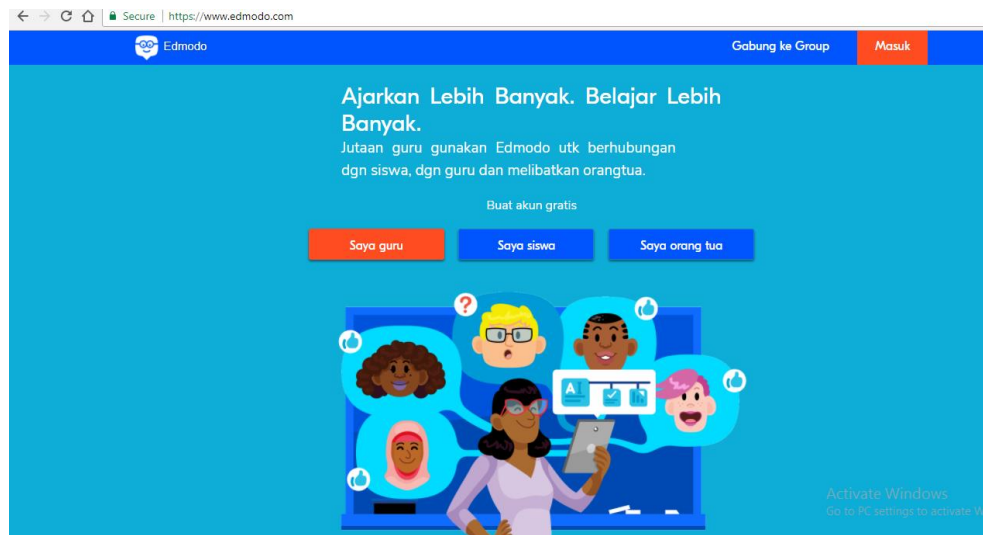 Secure | https://www.edmodo.com
Edmodo
Gabung ke Group
Masuk
Ajarkan Lebih Banyak. Belajar Lebih
Banyak.
Jutaan guru gunakan Edmodo utk berhubungan
dgn siswa, dgn guru dan melibatkan orangtua.
Buat akun gratis
Saya guru
Saya siswa
Saya orang tua
?
A
Activate Windows
Go to PC settings to activate W